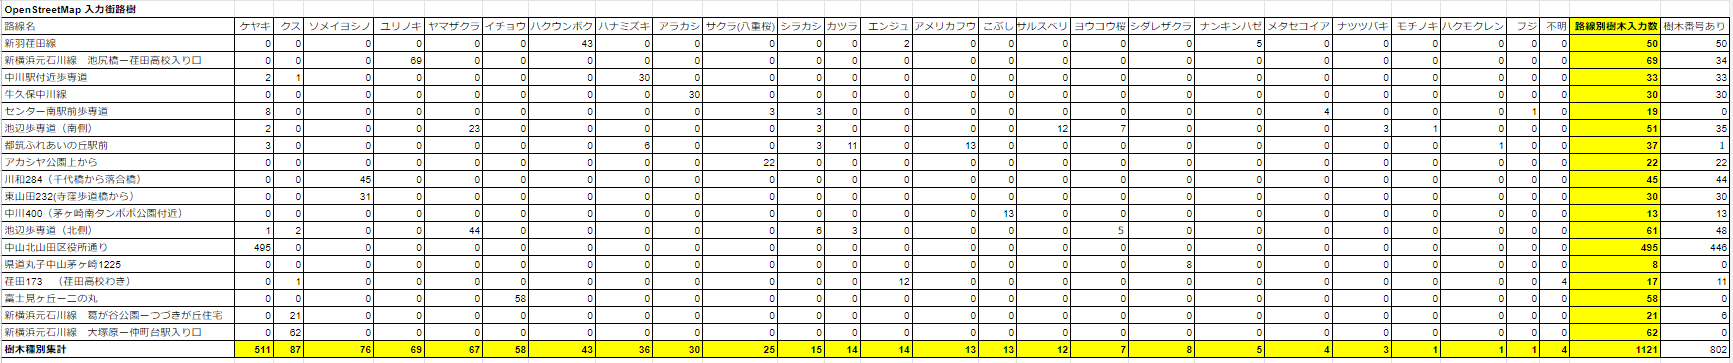 OpenStreetMap 入力街路樹
路線名 ケヤキ クス ソメイヨシノ ユリノキ ヤマザクラ イチョウ ハクウンボク ハナミズキ アラカシ サクラ(八重桜) シラカシ カツラ エンジュ アメリカフウ こぶし サルスベリ ヨウコウ桜 シダレザクラ ナンキンハゼ メタセコイア ナツツバキ モチノキ ハクモクレン フジ 不明 路線別樹木入力数 樹木番号あり
新羽荏田線 0 0 0 0 0 0 43 0 0 0 0 0 2 0 0 0 0 0 5 0 0 0 0 0 0 50 50
新横浜元石川線 池尻橋ー荏田高校入り口 0 0 0 69 0 0 0 0 0 0 0 0 0 0 0 0 0 0 0 0 0 0 0 0 0 69 34
中川駅付近歩専道 2 1 0 0 0 0 0 30 0 0 0 0 0 0 0 0 0 0 0 0 0 0 0 0 0 33 33
牛久保中川線 0 0 0 0 0 0 0 0 30 0 0 0 0 0 0 0 0 0 0 0 0 0 0 0 0 30 30
センター南駅前歩専道 8 0 0 0 0 0 0 0 0 3 3 0 0 0 0 0 0 0 0 4 0 0 0 1 0 19 0
池辺歩専道（南側） 2 0 0 0 23 0 0 0 0 0 3 0 0 0 0 12 7 0 0 0 3 1 0 0 0 51 35
都筑ふれあいの丘駅前 3 0 0 0 0 0 0 6 0 0 3 11 0 13 0 0 0 0 0 0 0 0 1 0 0 37 1
アカシヤ公園上から 0 0 0 0 0 0 0 0 0 22 0 0 0 0 0 0 0 0 0 0 0 0 0 0 0 22 22
川和284（千代橋から落合橋） 0 0 45 0 0 0 0 0 0 0 0 0 0 0 0 0 0 0 0 0 0 0 0 0 0 45 44
東山田232(寺窪歩道橋から） 0 0 31 0 0 0 0 0 0 0 0 0 0 0 0 0 0 0 0 0 0 0 0 0 0 30 30
中川400（茅ヶ崎南タンポポ公園付近） 0 0 0 0 0 0 0 0 0 0 0 0 0 0 13 0 0 0 0 0 0 0 0 0 0 13 13
池辺歩専道（北側） 1 2 0 0 44 0 0 0 0 0 6 3 0 0 0 0 5 0 0 0 0 0 0 0 0 61 48
中山北山田区役所通り 495 0 0 0 0 0 0 0 0 0 0 0 0 0 0 0 0 0 0 0 0 0 0 0 0 495 446
県道丸子中山茅ヶ崎1225 0 0 0 0 0 0 0 0 0 0 0 0 0 0 0 0 0 8 0 0 0 0 0 0 0 8 0
荏田173 （荏田高校わき） 0 1 0 0 0 0 0 0 0 0 0 0 12 0 0 0 0 0 0 0 0 0 0 0 4 17 11
富士見ヶ丘ー二の丸 0 0 0 0 0 58 0 0 0 0 0 0 0 0 0 0 0 0 0 0 0 0 0 0 0 58 0
新横浜元石川線 葛が谷公園ーつづきが丘住宅 0 21 0 0 0 0 0 0 0 0 0 0 0 0 0 0 0 0 0 0 0 0 0 0 0 21 6
新横浜元石川線 大塚原ー仲町台駅入り口 0 62 0 0 0 0 0 0 0 0 0 0 0 0 0 0 0 0 0 0 0 0 0 0 0 62 0
樹木種別集計 511 87 76 69 67 58 43 36 30 25 15 14 14 13 13 12 7 8 5 4 3 1 1 1 4 1121 802